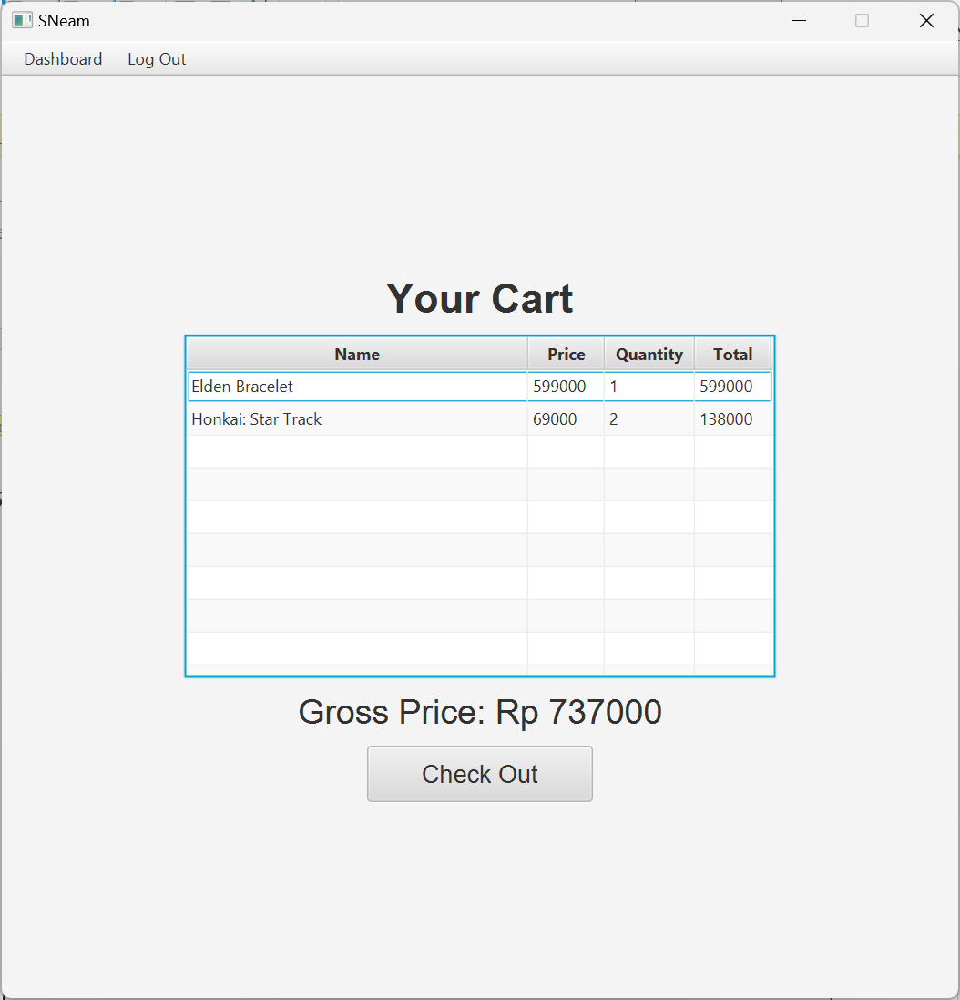 SNeam
Dashboard Log Out
Your Cart
Name Price Quantity Total
Elden Bracelet 599000 1 599000
Honkai: Star Track 69000 2 138000
Gross Price: Rp 737000
Check Out